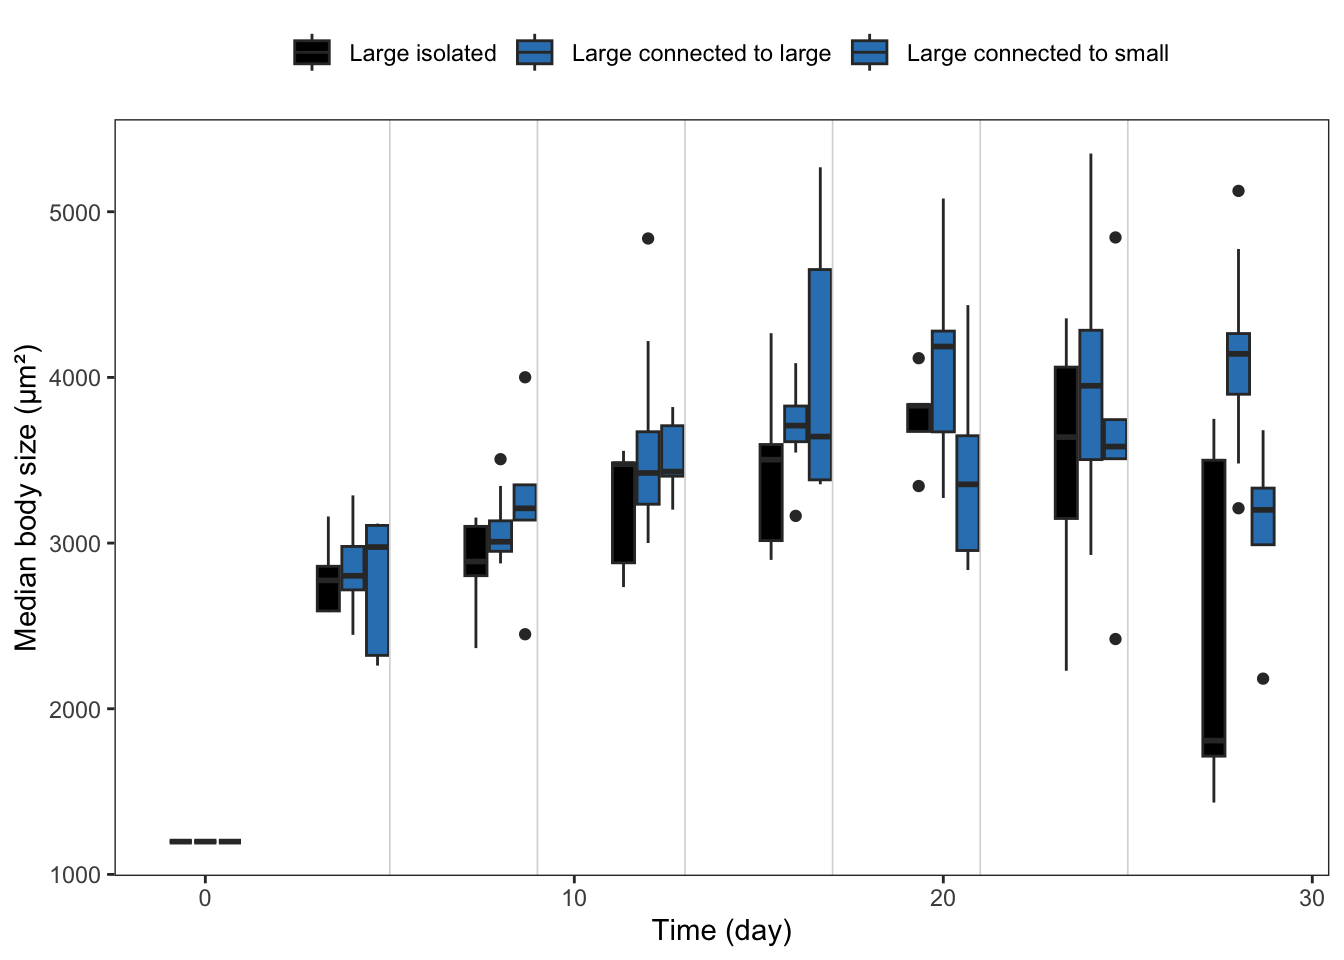 Large isolated Large connected to large Large connected to small
Median body size (μm²)
5000
4000
3000
2000
1000
0 10 20 30
Time (day)